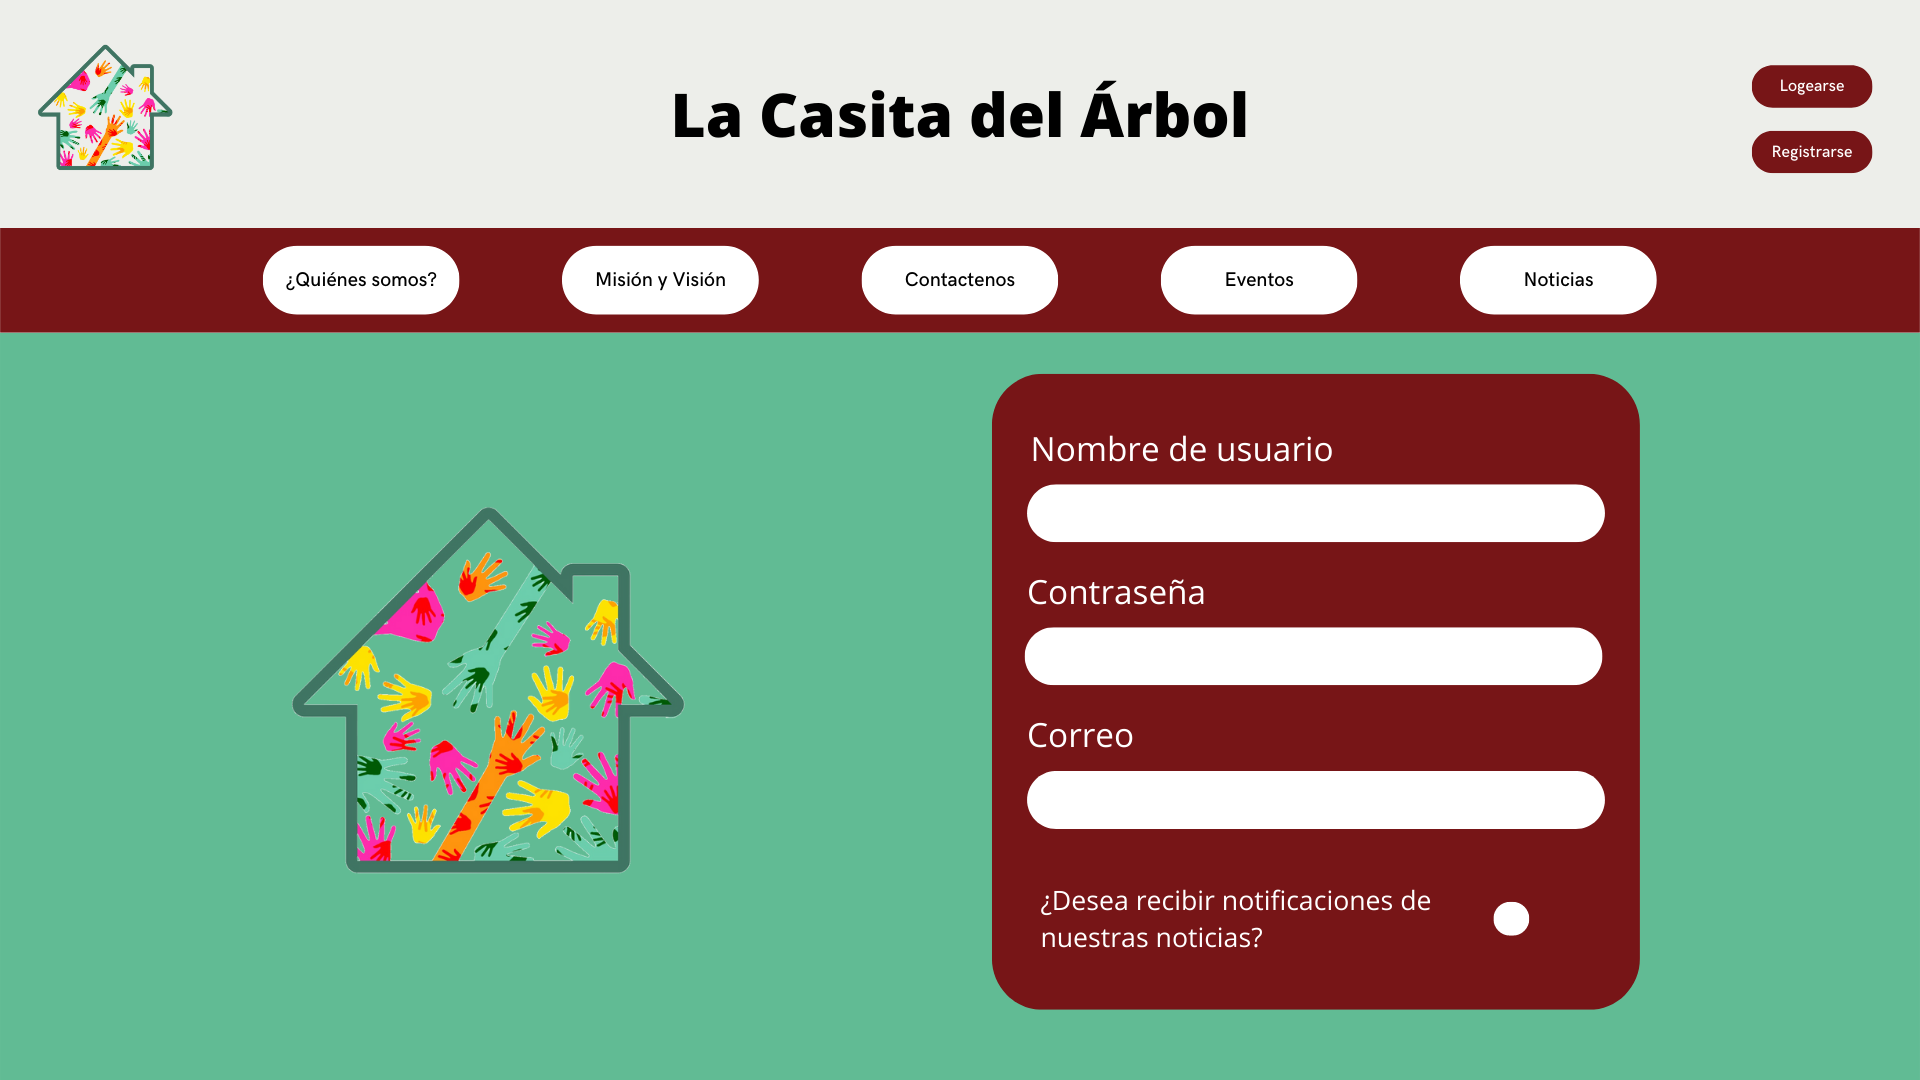 La Casita del Árbol
Logearse
Registrarse
¿Quiénes somos?
Misión y Visión
Contactenos
Eventos
Noticias
Nombre de usuario
Contraseña
Correo
¿Desea recibir notificaciones de
nuestras noticias?